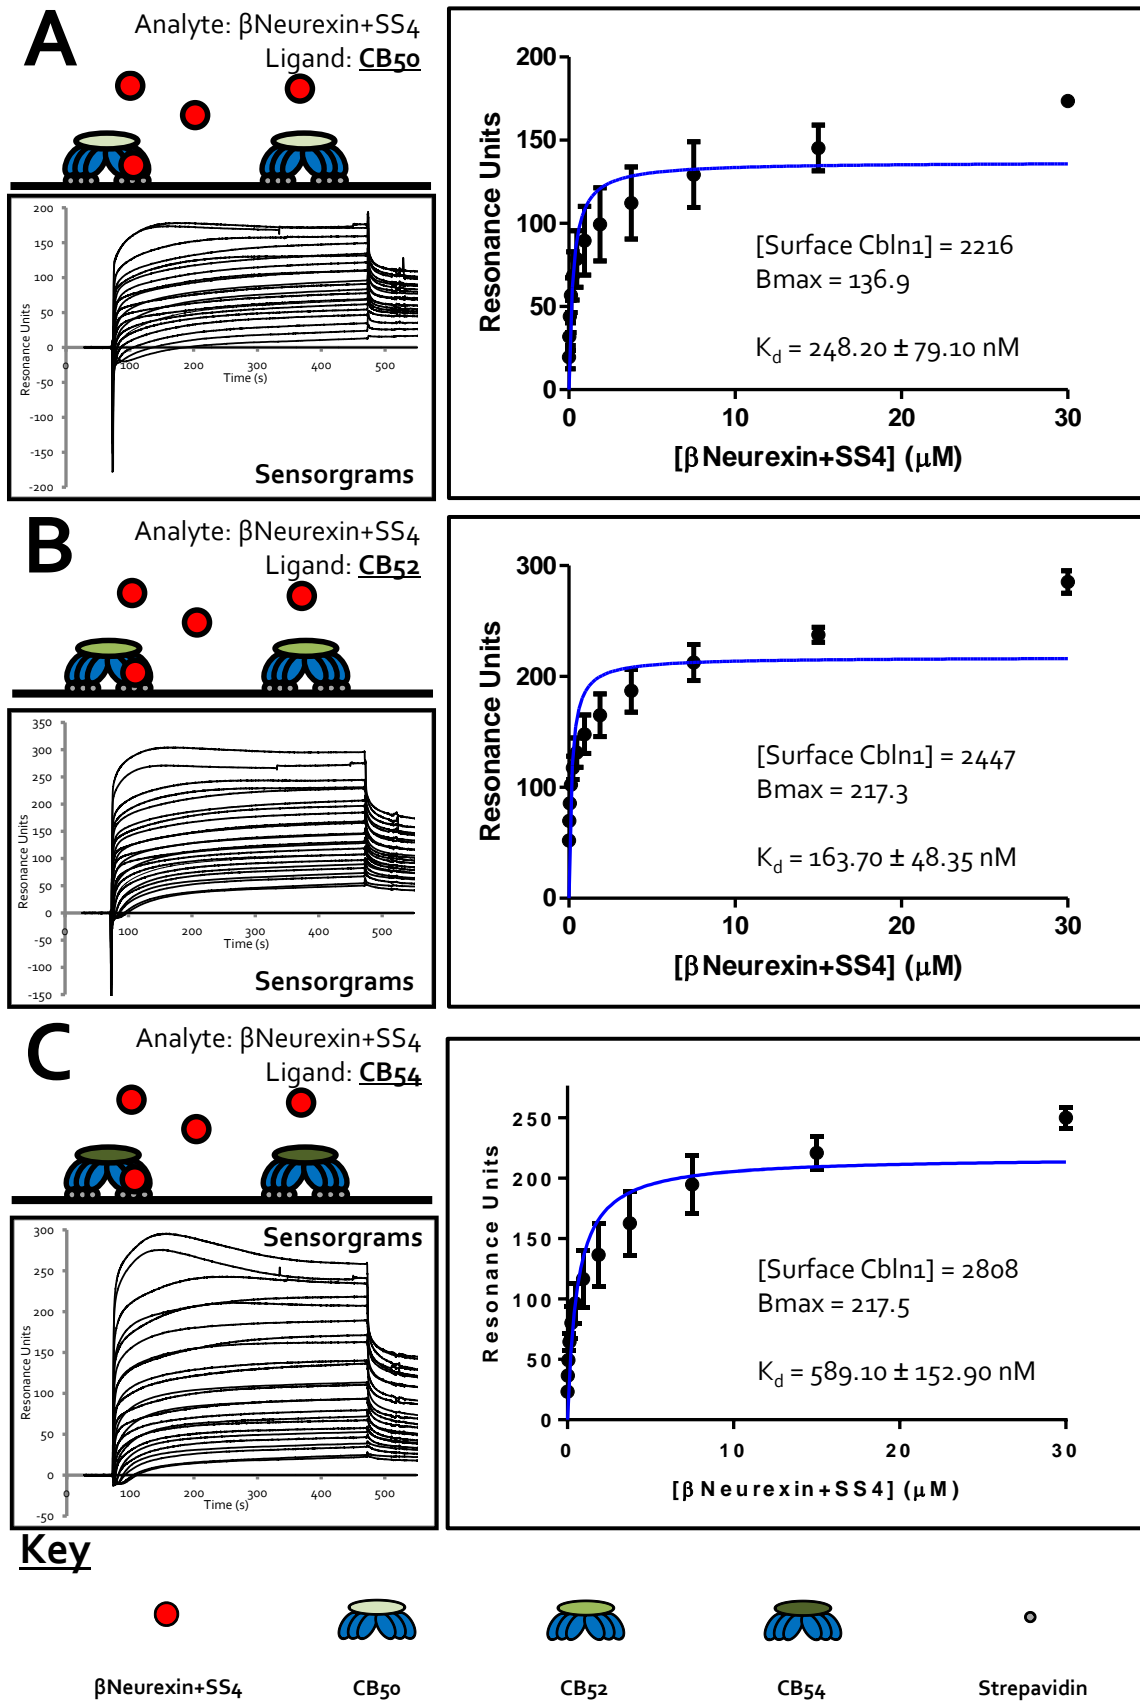 A
Analyte: βNeurexin+SS4
Ligand: CB50
200
150
100
50
0
-50
-100
-150
-200
0
100
200
300
400
500
Resonance Units
Time (s)
Sensorgrams
200
150
100
50
0
0
10
20
30
Resonance Units
[βNeurexin+SS4] (μM)
[Surface Cbln1] = 2216
Bmax = 136.9
Kd = 248.20 ± 79.10 nM
B
Analyte: βNeurexin+SS4
Ligand: CB52
350
300
250
200
150
100
50
0
-50
-100
-150
0
100
200
300
400
500
Resonance Units
Time (s)
Sensorgrams
300
200
100
0
0
10
20
30
Resonance Units
[βNeurexin+SS4] (μM)
[Surface Cbln1] = 2447
Bmax = 217.3
Kd = 163.70 ± 48.35 nM
C
Analyte: βNeurexin+SS4
Ligand: CB54
Sensorgrams
300
250
200
150
100
50
0
-50
0
100
200
300
400
500
Resonance Units
Time (s)
250
200
150
100
50
0
0
10
20
30
Resonance Units
[βNeurexin+SS4] (μM)
[Surface Cbln1] = 2808
Bmax = 217.5
Kd = 589.10 ± 152.90 nM
Key
βNeurexin+SS4
CB50
CB52
CB54
Strepavidin